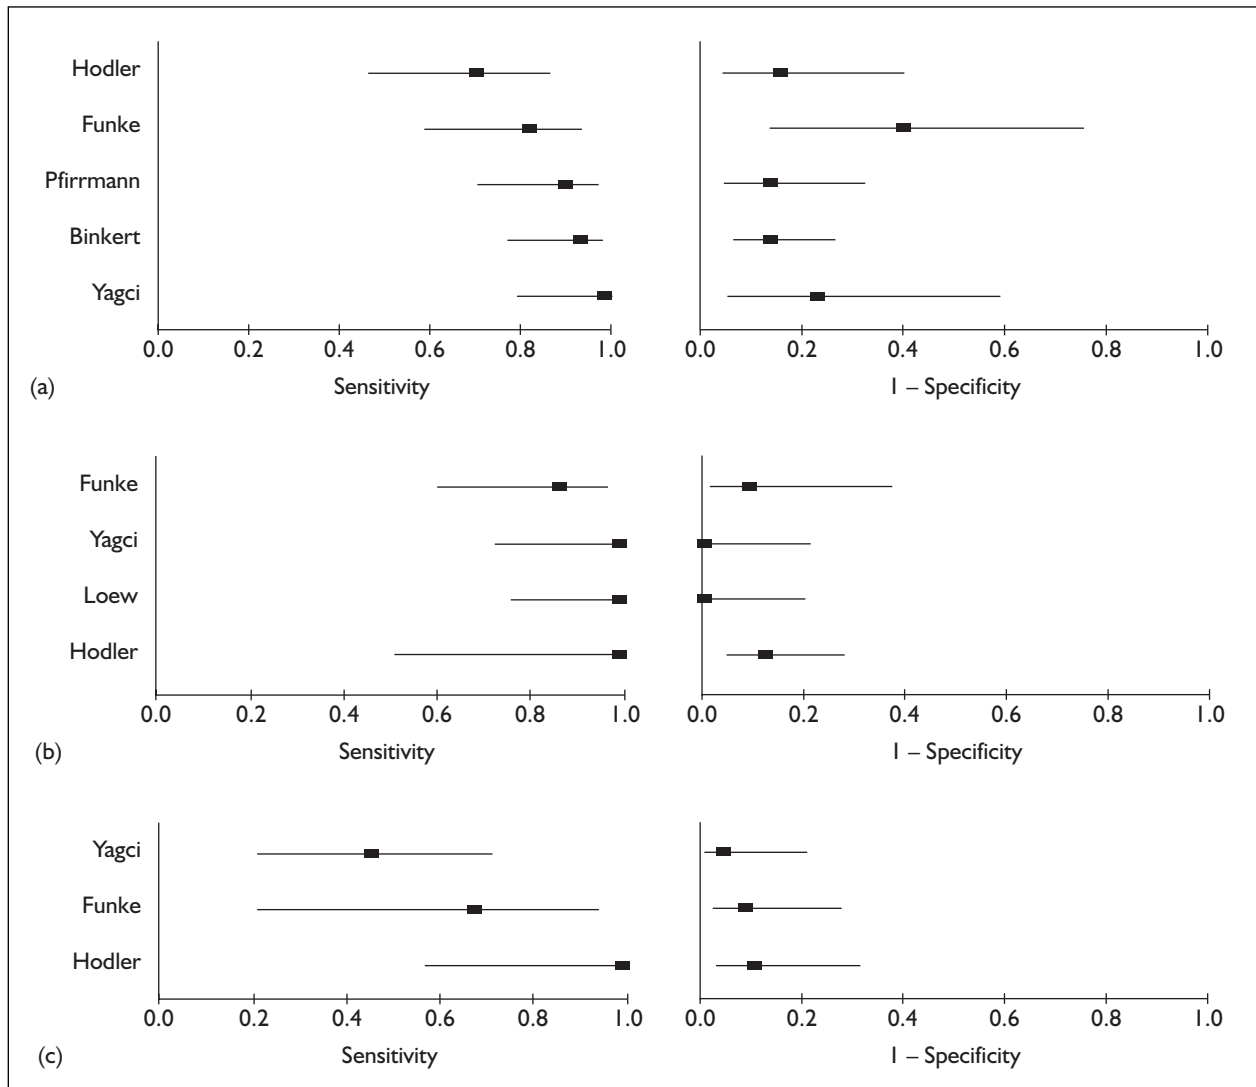 Hodler
Funke
Pfirrmann
Binkert
Yagci
0.0 0.2 0.4 0.6 0.8 1.0 0.0 0.2 0.4 0.6 0.8 1.0
(a) Sensitivity 1 – Specificity
Funke
Yagci
Loew
Hodler
0.0 0.2 0.4 0.6 0.8 1.0 0.0 0.2 0.4 0.6 0.8 1.0
(b) Sensitivity 1 – Specificity
Yagci
Funke
Hodler
0.0 0.2 0.4 0.6 0.8 1.0 0.0 0.2 0.4 0.6 0.8 1.0
(c) Sensitivity 1 – Specificity